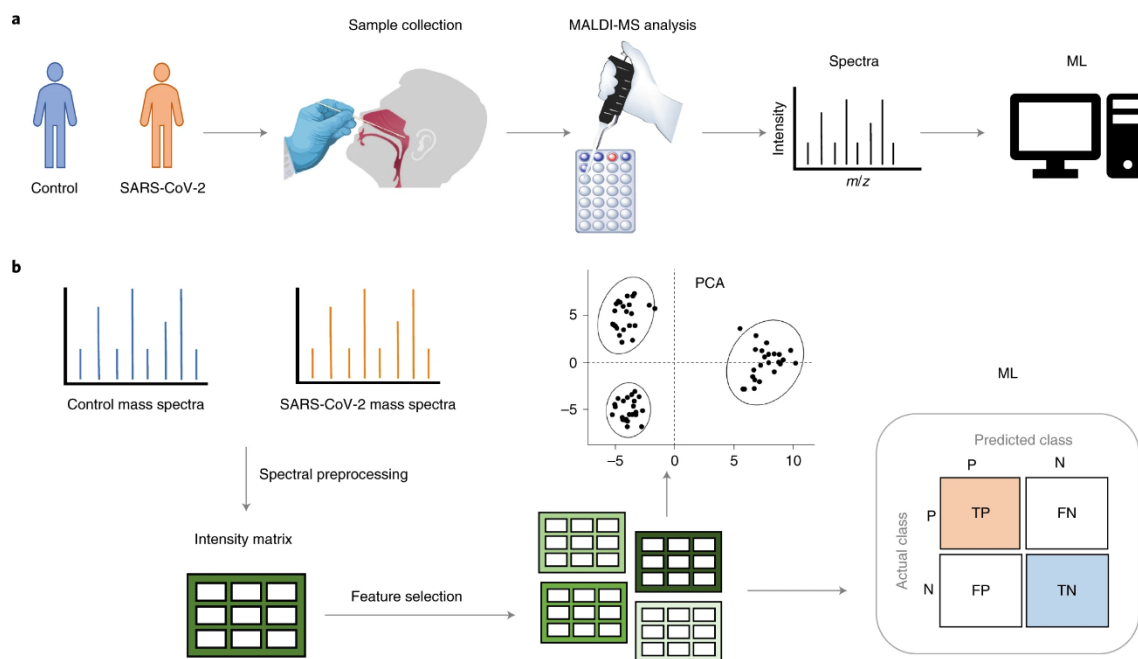 a
Sample collection
MALDI-MS analysis
Spectra
ML
Intensity
m/z
Control
SARS-CoV-2
b
Control mass spectra
SARS-CoV-2 mass spectra
PCA
5
0
−5
−5
0
5
10
Spectral preprocessing
Intensity matrix
Feature selection
ML
Predicted class
P
N
Actual class
P
TP
FN
N
FP
TN